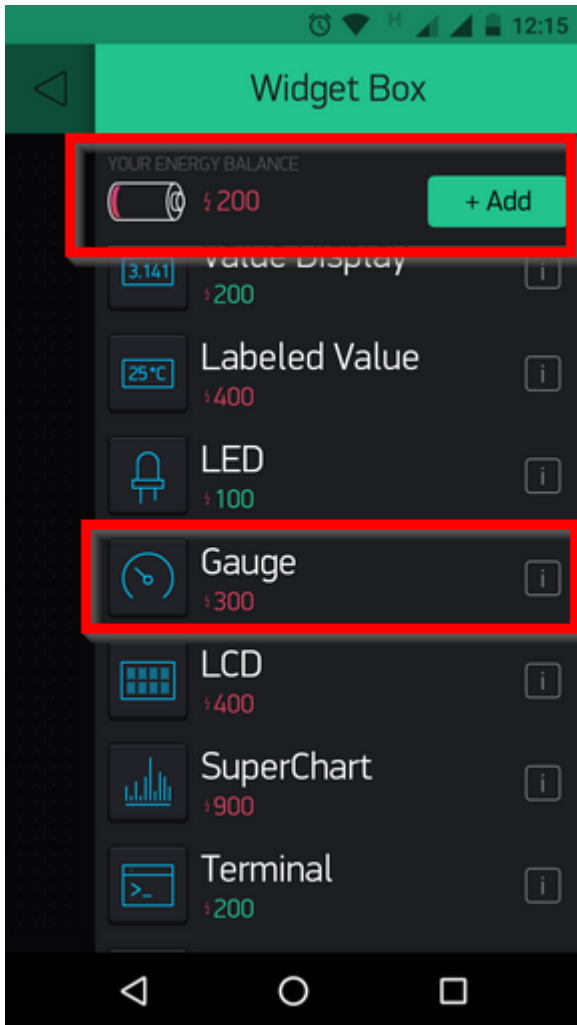 H 12:15
Widget Box
YOUR ENERGY BALANCE
200
+ Add
3.141
Value Display
i
200
25°C
Labeled Value
i
400
LED
i
100
Gauge
i
300
LCD
i
400
SuperChart
i
900
>_
Terminal
i
200